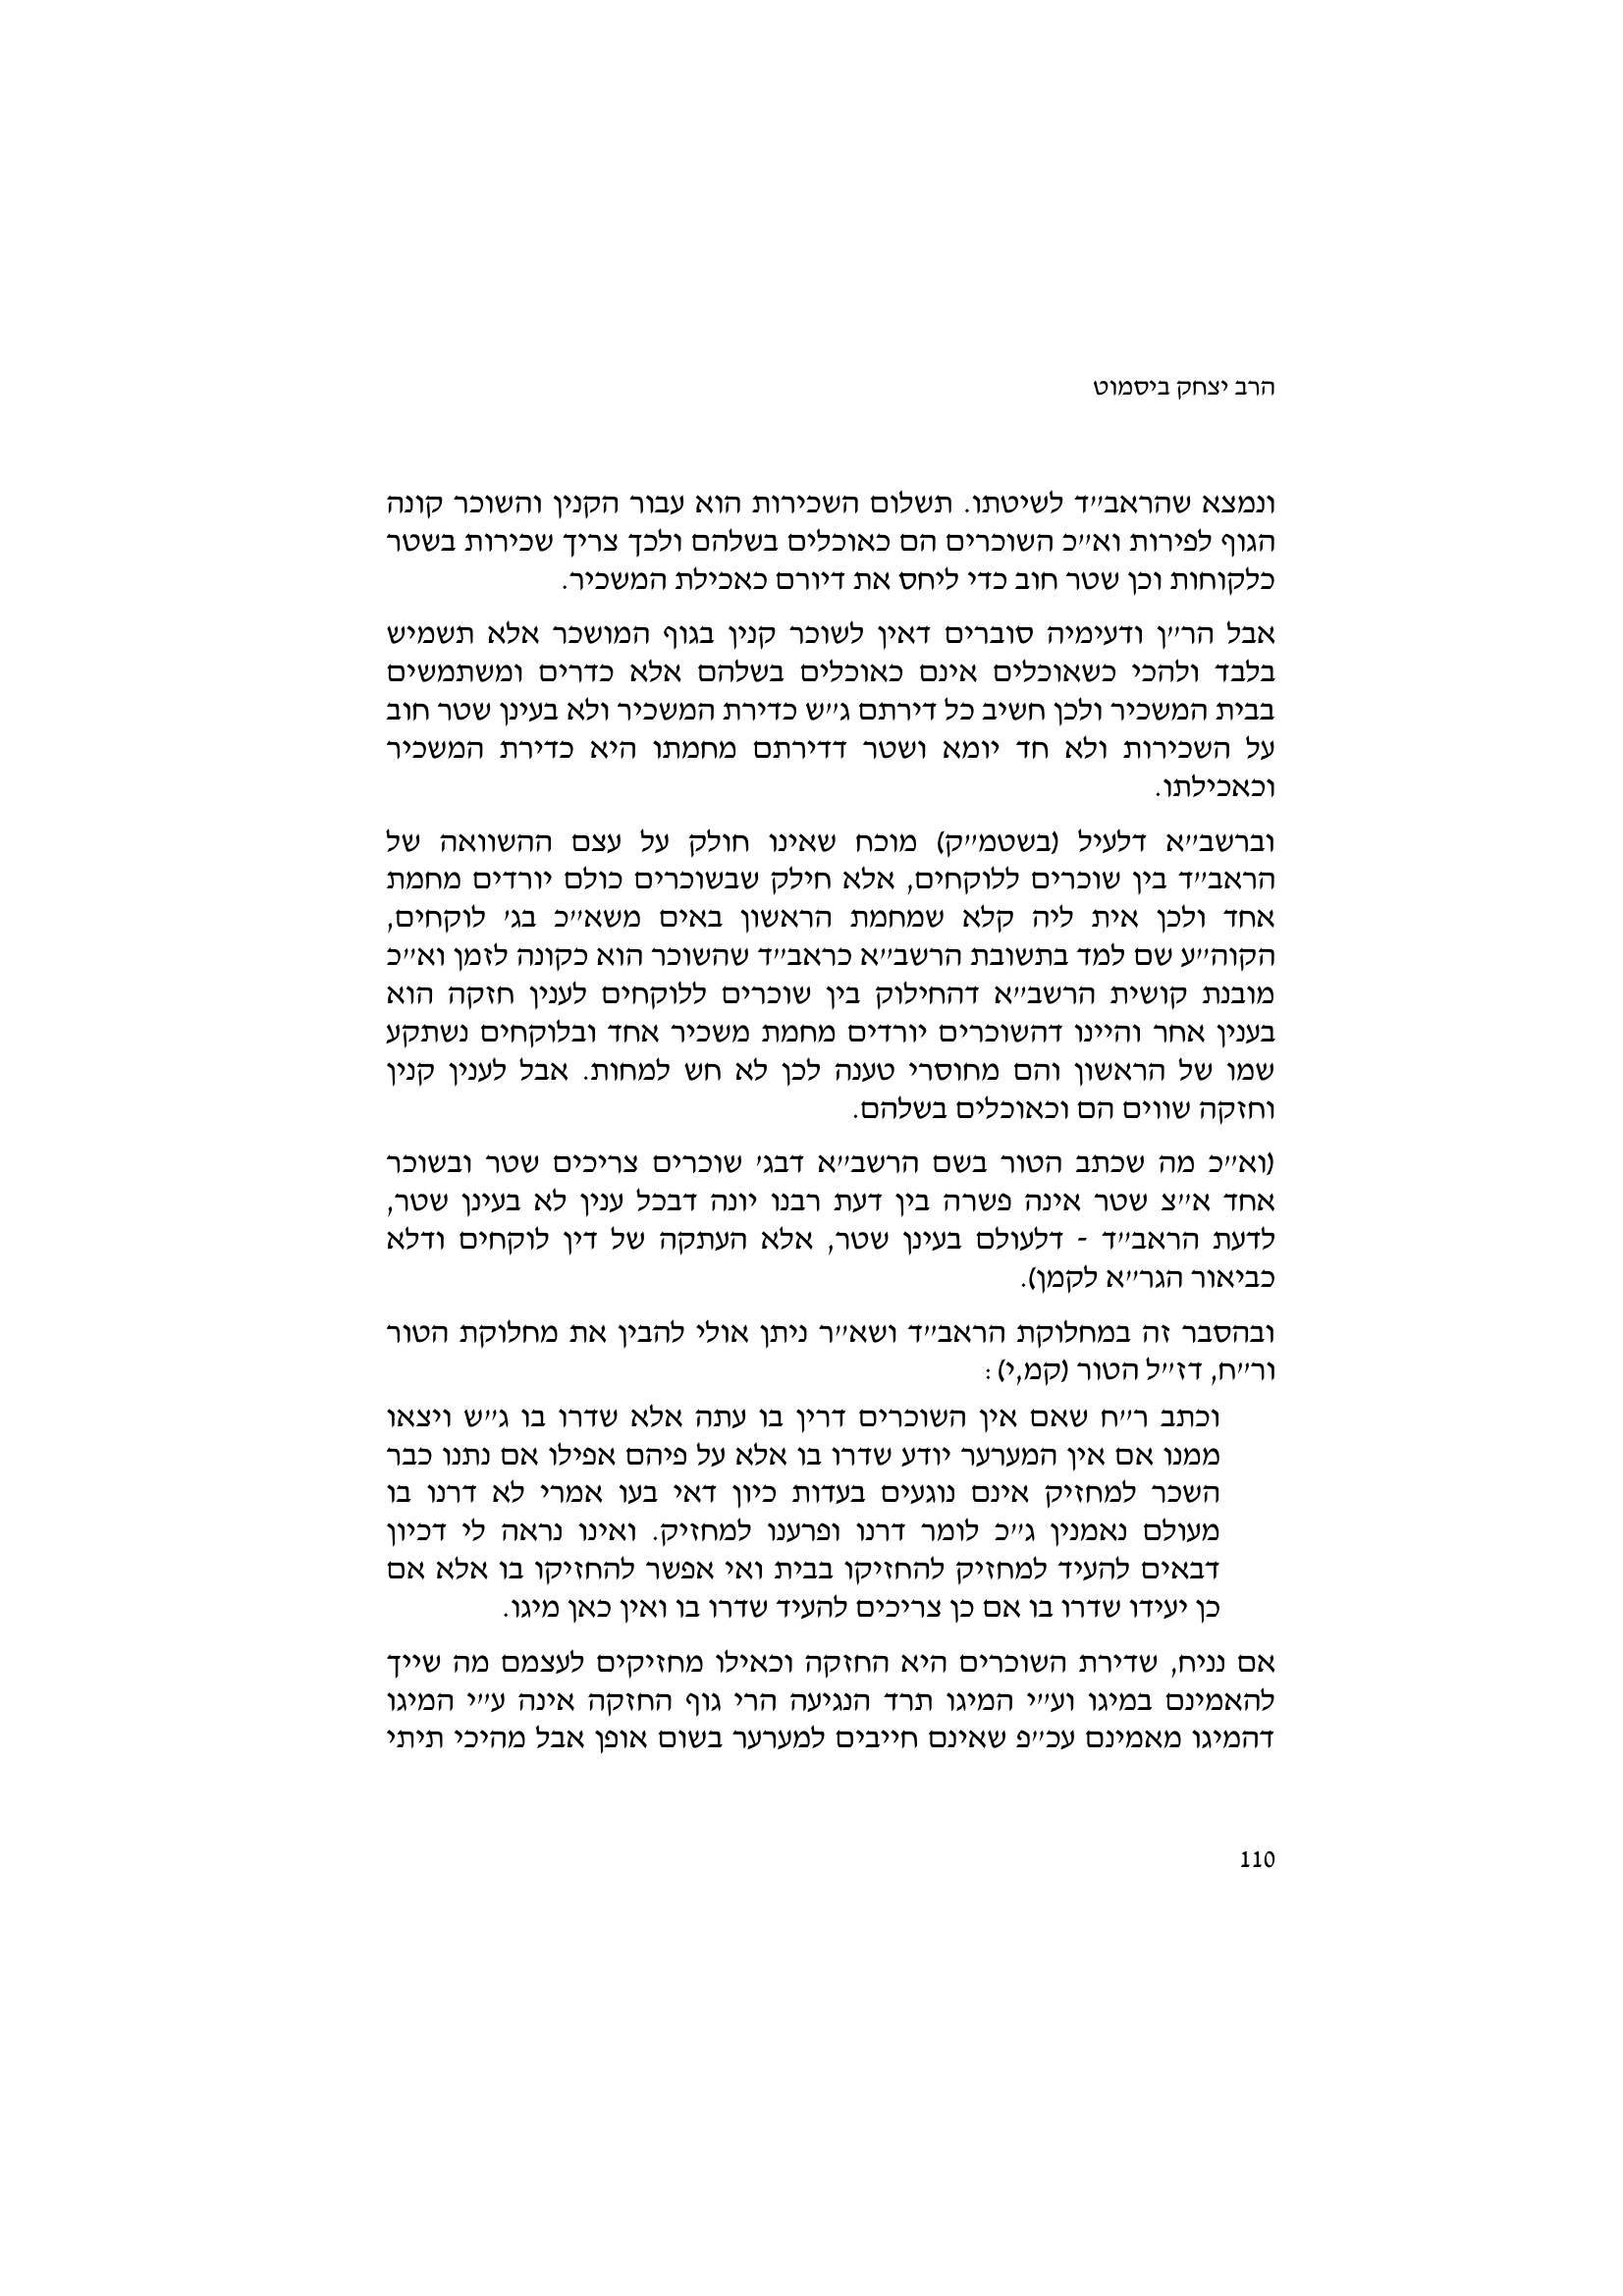 הרב יצחק ביסמוט
ונמצא שהראב״ד לשיטתו. תשלום השכירות הוא עבור הקנין והשוכר קונה
הגוף לפירות וא״כ השוכרים הם כאוכלים בשלהם ולכך צריך שכירות בשטר
כלקוחות וכן שטר חוב כדי ליחס את דיורם כאכילת המשכיר.
אבל הר״ן ודעימיה סוברים דאין לשוכר קנין בגוף המושכר אלא תשמיש
בלבד ולהכי כשאוכלים אינם כאוכלים בשלהם אלא כדרים ומשתמשים
בבית המשכיר ולכן חשיב כל דירתם ג״ש כדירת המשכיר ולא בעינן שטר חוב
על השכירות ולא חד יומא ושטר דדירתם מחמתו היא כדירת המשכיר
וכאכילתו.
וברשב״א דלעיל (בשטמ״ק) מוכח שאינו חולק על עצם ההשוואה של
הראב״ד בין שוכרים ללוקחים, אלא חילק שבשוכרים כולם יורדים מחמת
אחד ולכן אית ליה קלא שמחמת הראשון באים משא״כ בג׳ לוקחים,
הקוה״ע שם למד בתשובת הרשב״א כראב״ד שהשוכר הוא כקונה לזמן וא״כ
מובנת קושית הרשב״א דהחילוק בין שוכרים ללוקחים לענין חזקה הוא
בענין אחר והיינו דהשוכרים יורדים מחמת משכיר אחד ובלוקחים נשתקע
שמו של הראשון והם מחוסרי טענה לכן לא חש למחות. אבל לענין קנין
וחזקה שווים הם וכאוכלים בשלהם.
(וא״כ מה שכתב הטור בשם הרשב״א דבג׳ שוכרים צריכים שטר ובשוכר
אחד א״צ שטר אינה פשרה בין דעת רבנו יונה דבכל ענין לא בעינן שטר,
לדעת הראב״ד - דלעולם בעינן שטר, אלא העתקה של דין לוקחים ודלא
כביאור הגר״א לקמן).
ובהסבר זה במחלוקת הראב״ד ושא״ר ניתן אולי להבין את מחלוקת הטור
ור״ח, דז״ל הטור (קמ,י):
וכתב ר״ח שאם אין השוכרים דרין בו עתה אלא שדרו בו ג״ש ויצאו
ממנו אם אין המערער יודע שדרו בו אלא על פיהם אפילו אם נתנו כבר
השכר למחזיק אינם נוגעים בעדות כיון דאי בעו אמרי לא דרנו בו
מעולם נאמנין ג״כ לומר דרנו ופרענו למחזיק. ואינו נראה לי דכיון
דבאים להעיד למחזיק להחזיקו בבית ואי אפשר להחזיקו בו אלא אם
כן יעידו שדרו בו אם כן צריכים להעיד שדרו בו ואין כאן מיגו.
אם נניח, שדירת השוכרים היא החזקה וכאילו מחזיקים לעצמם מה שייך
להאמינם במיגו וע״י המיגו תרד הנגיעה הרי גוף החזקה אינה ע״י המיגו
דהמיגו מאמינם עכ״פ שאינם חייבים למערער בשום אופן אבל מהיכי תיתי
110